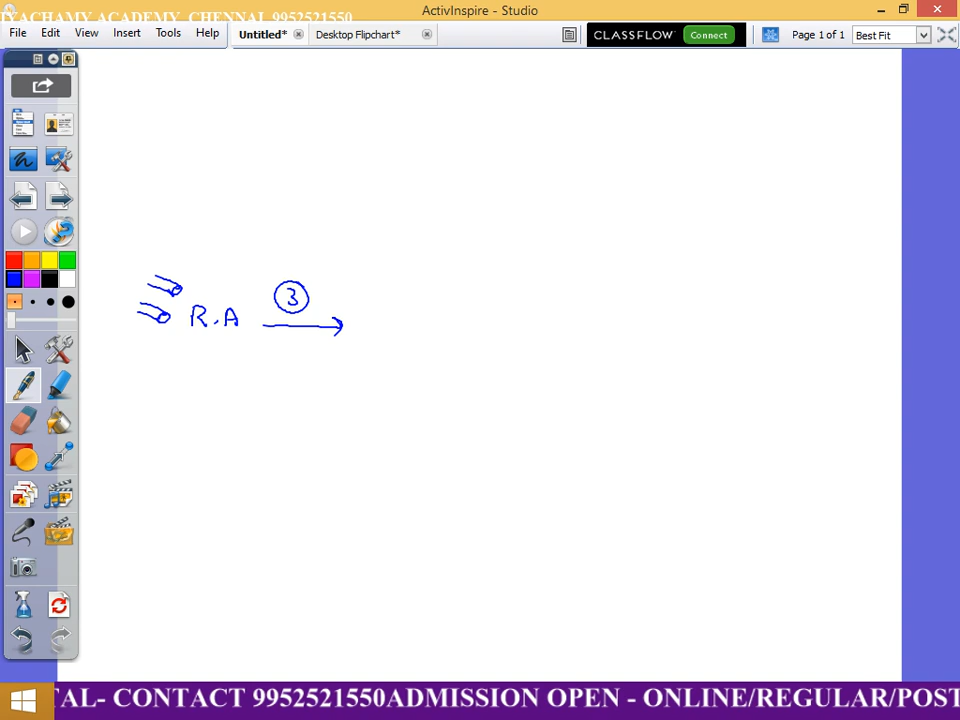 IYACHAMY ACADEMY, CHENNAI 9952521550
ActivInspire - Studio
File Edit View Insert Tools Help
Untitled* Desktop Flipchart*
CLASSFLOW Connect
Page 1 of 1 Best Fit
3
R.A
TAL- CONTACT 9952521550ADMISSION OPEN - ONLINE/REGULAR/POST